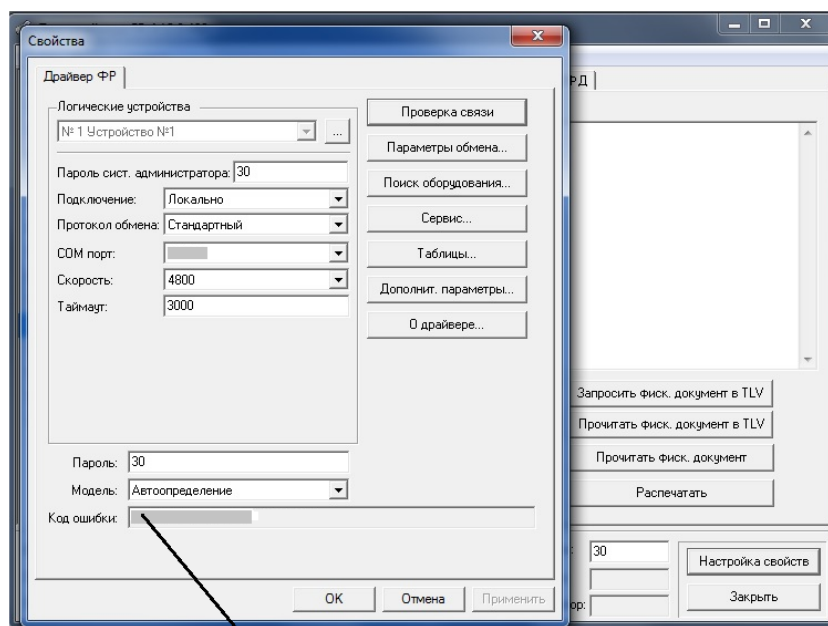 Свойства
Драйвер ФР
Логические устройства
№ 1 Устройство №1
...
Пароль сист. администратора: 30
Подключение: Локально
Протокол обмена: Стандартный
COM порт:
Скорость: 4800
Таймаут: 3000
Проверка связи
Параметры обмена...
Поиск оборудования...
Сервис...
Таблицы...
Дополнит. параметры...
О драйвере...
Пароль: 30
Модель: Автоопределение
Код ошибки:
OK
Отмена
Применить
РД
Запросить фиск. документ в TLV
Прочитать фиск. документ в TLV
Прочитать фиск. документ
Распечатать
30
Настройка свойств
ор:
Закрыть